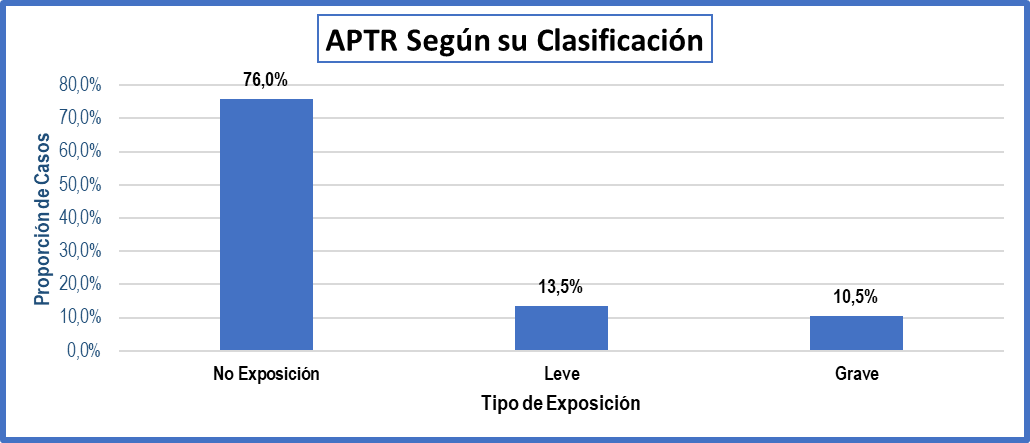 APTR Según su Clasificación
Proporción de Casos
80,0%
70,0%
60,0%
50,0%
40,0%
30,0%
20,0%
10,0%
0,0%
76,0%
13,5%
10,5%
No Exposición
Leve
Grave
Tipo de Exposición